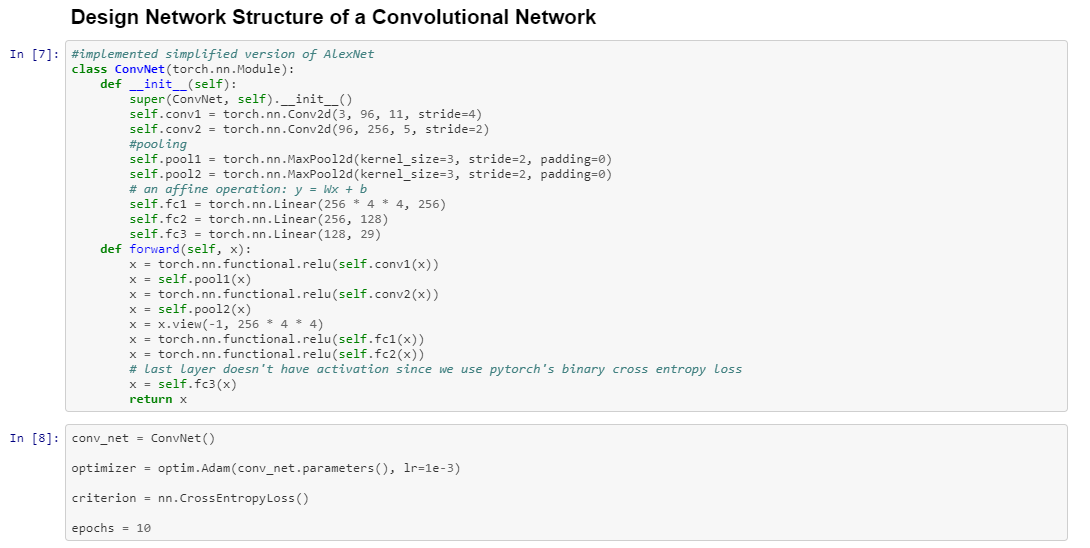 Design Network Structure of a Convolutional Network
In [7]:
#implemented simplified version of AlexNet
class ConvNet(torch.nn.Module):
    def __init__(self):
        super(ConvNet, self).__init__()
        self.conv1 = torch.nn.Conv2d(3, 96, 11, stride=4)
        self.conv2 = torch.nn.Conv2d(96, 256, 5, stride=2)
        #pooling
        self.pool1 = torch.nn.MaxPool2d(kernel_size=3, stride=2, padding=0)
        self.pool2 = torch.nn.MaxPool2d(kernel_size=3, stride=2, padding=0)
        # an affine operation: y = Wx + b
        self.fc1 = torch.nn.Linear(256 * 4 * 4, 256)
        self.fc2 = torch.nn.Linear(256, 128)
        self.fc3 = torch.nn.Linear(128, 29)
    def forward(self, x):
        x = torch.nn.functional.relu(self.conv1(x))
        x = self.pool1(x)
        x = torch.nn.functional.relu(self.conv2(x))
        x = self.pool2(x)
        x = x.view(-1, 256 * 4 * 4)
        x = torch.nn.functional.relu(self.fc1(x))
        x = torch.nn.functional.relu(self.fc2(x))
        # last layer doesn't have activation since we use pytorch's binary cross entropy loss
        x = self.fc3(x)
        return x
In [8]:
conv_net = ConvNet()
optimizer = optim.Adam(conv_net.parameters(), lr=1e-3)
criterion = nn.CrossEntropyLoss()
epochs = 10